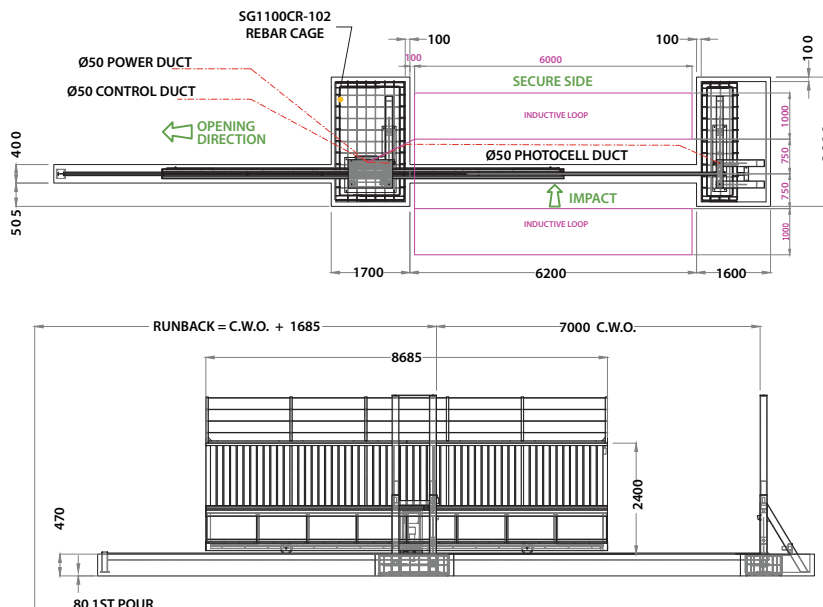 SG1100CR-102
REBAR CAGE
100
100
100
100
6000
Ø50 POWER DUCT
SECURE SIDE
Ø50 CONTROL DUCT
INDUCTIVE LOOP
1000
OPENING
DIRECTION
400
Ø50 PHOTOCELL DUCT
750
750
IMPACT
505
INDUCTIVE LOOP
1000
1700
6200
1600
RUNBACK = C.W.O. + 1685
7000 C.W.O.
8685
2400
470
80 1ST POUR